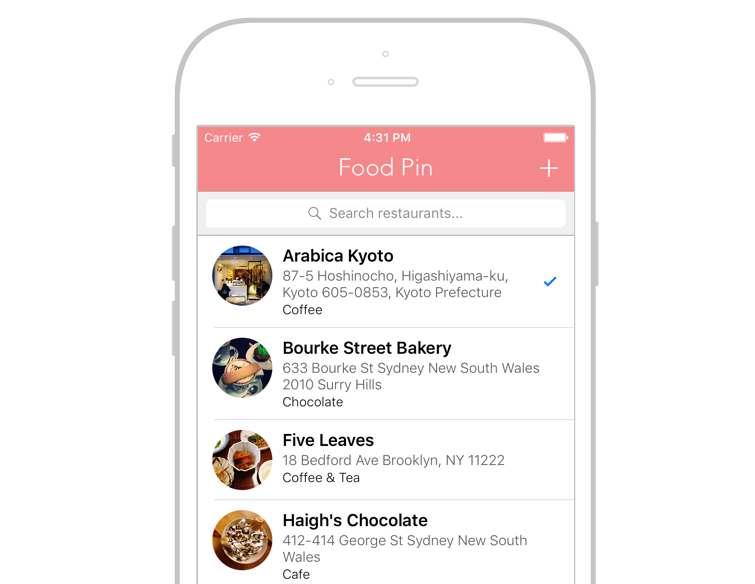 Carrier 4:31 PM
Food Pin
Search restaurants...
Arabica Kyoto
87-5 Hoshinocho, Higashiyama-ku,
Kyoto 605-0853, Kyoto Prefecture
Coffee
Bourke Street Bakery
633 Bourke St Sydney New South Wales
2010 Surry Hills
Chocolate
Five Leaves
18 Bedford Ave Brooklyn, NY 11222
Coffee & Tea
Haigh's Chocolate
412-414 George St Sydney New South
Wales
Cafe